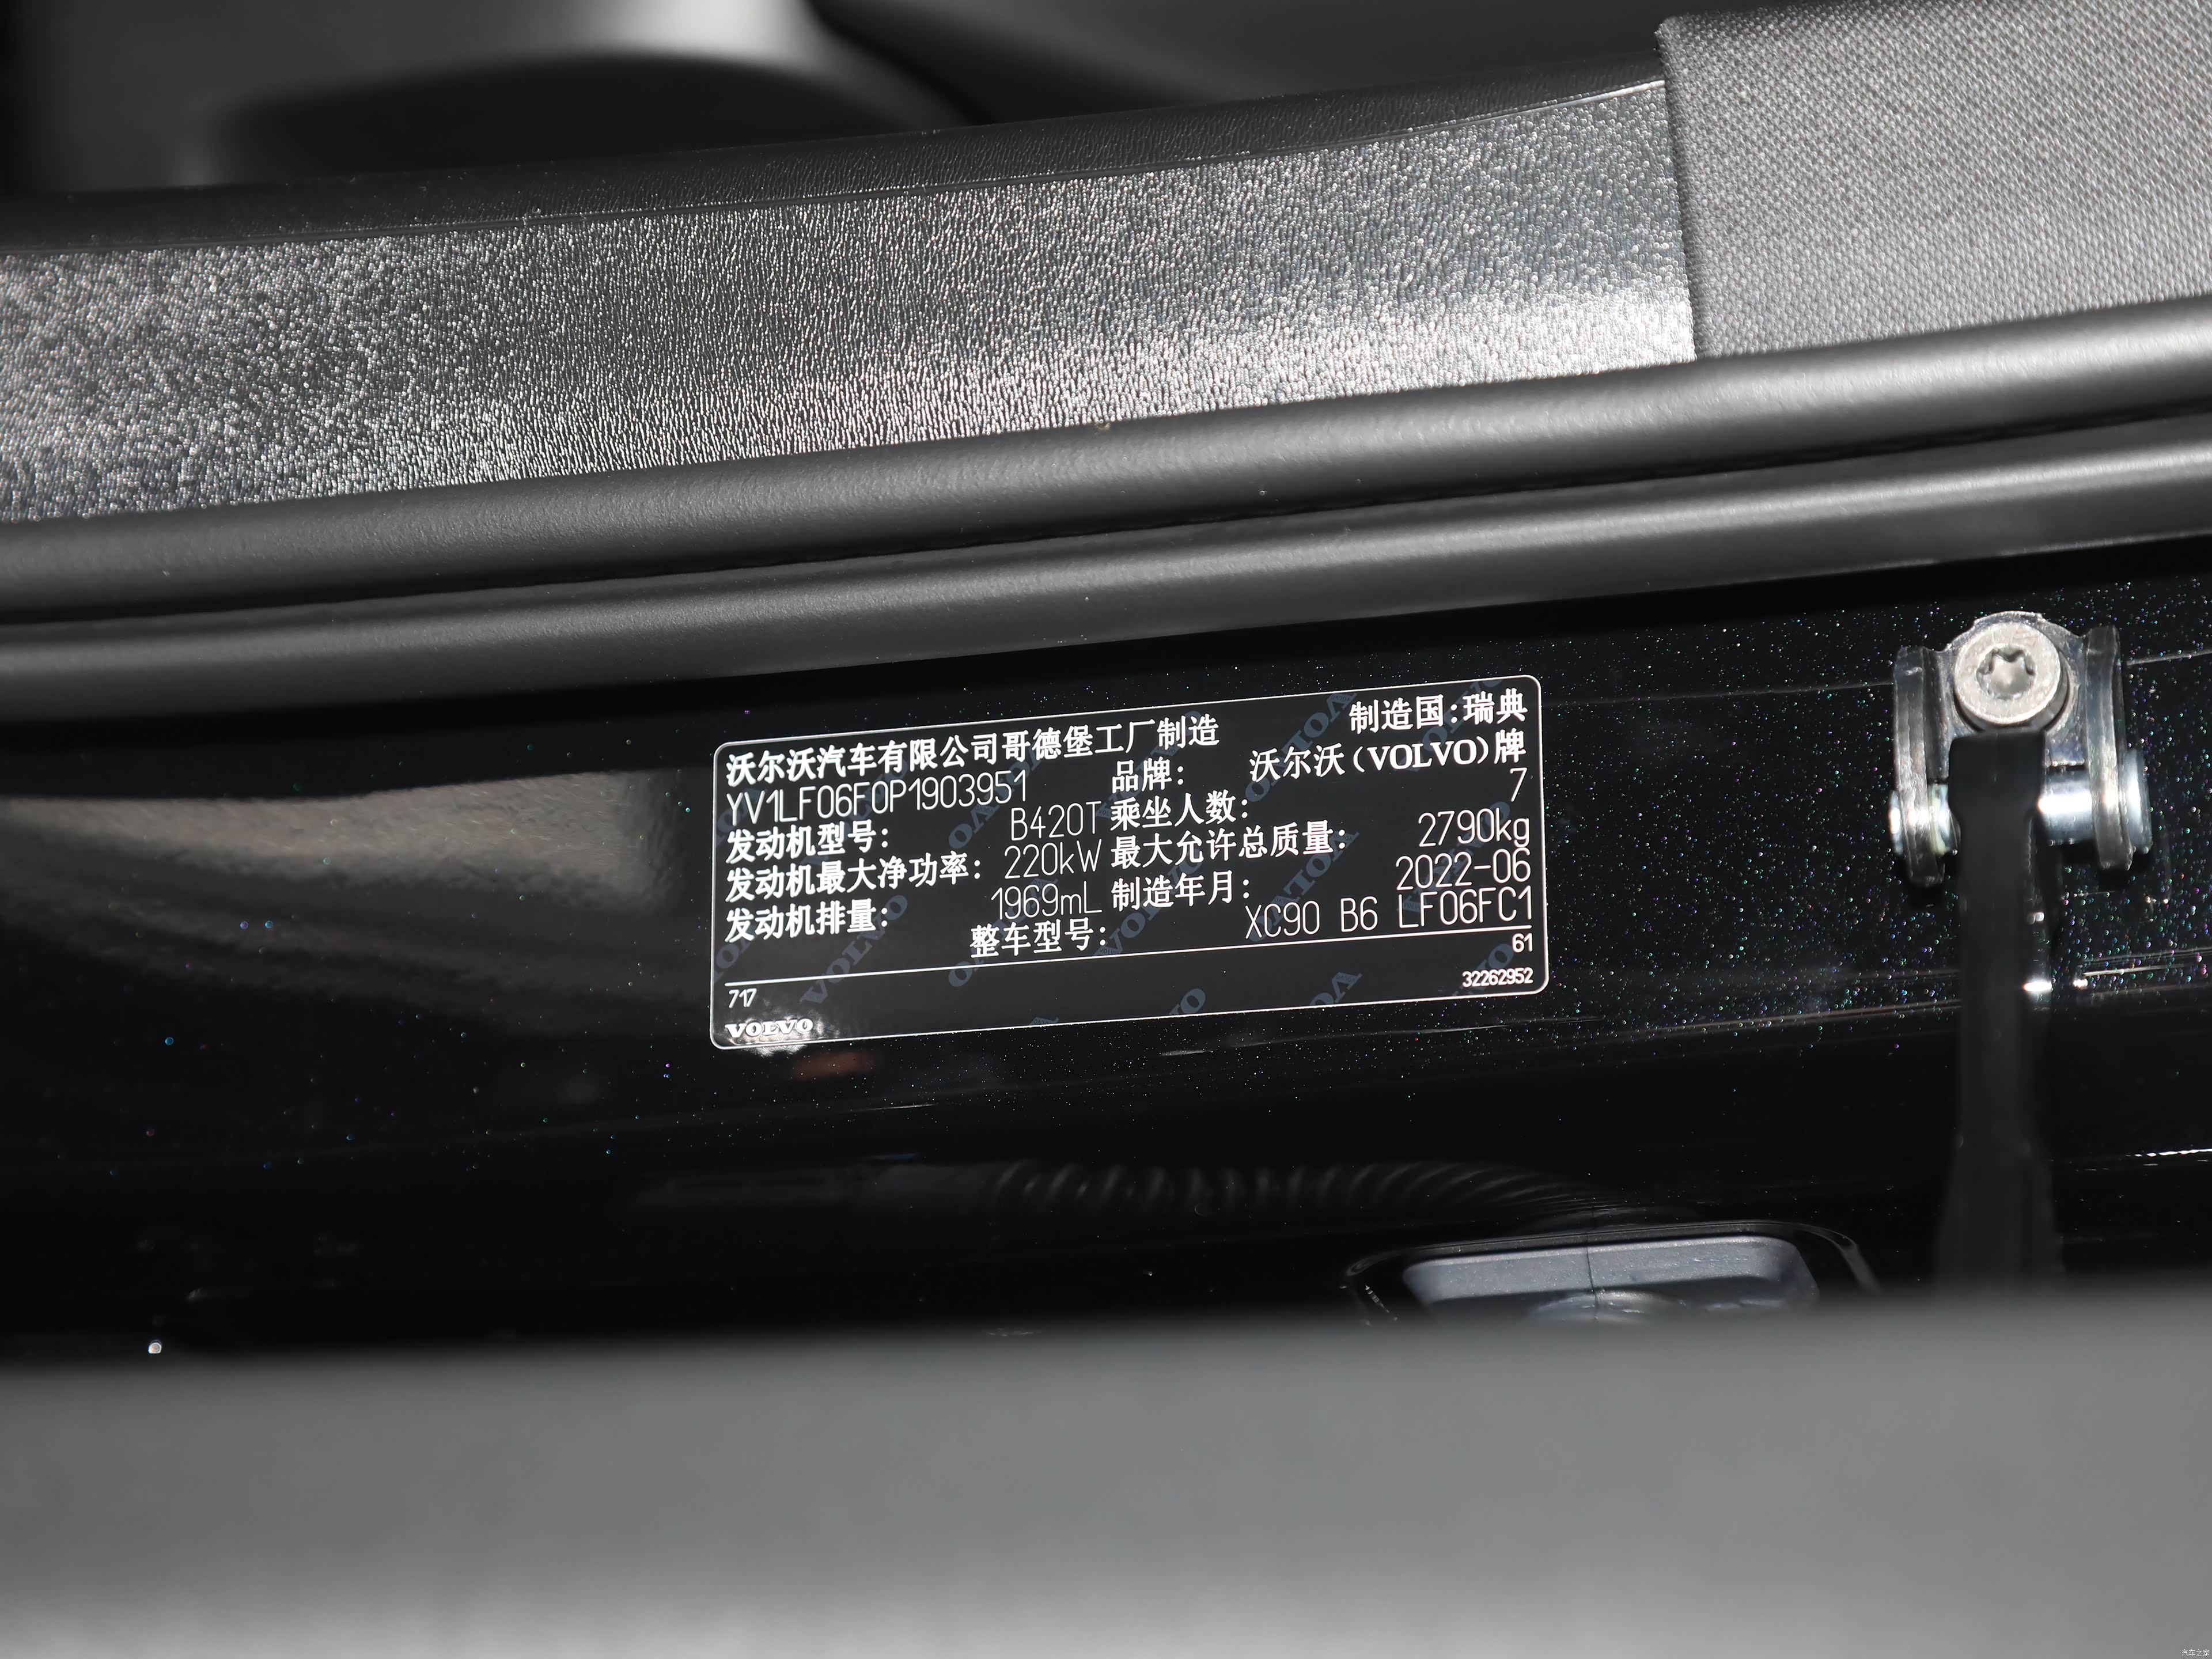 沃尔沃汽车有限公司哥德堡工厂制造 制造国:瑞典
YV1LF06F0P1903951 品牌: 沃尔沃(VOLVO)牌
发动机型号: B420T 乘坐人数: 7
发动机最大净功率: 220kW 最大允许总质量: 2790kg
发动机排量: 1969mL 制造年月: 2022-06
整车型号: XC90 B6 LF06FC1
717 61
VOLVO 32262952
汽车之家